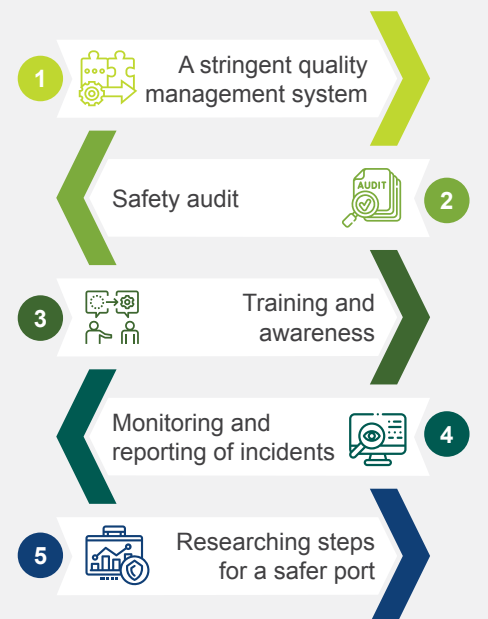 1
A stringent quality
management system
Safety audit
AUDIT
2
3
Training and
awareness
Monitoring and
reporting of incidents
4
5
Researching steps
for a safer port